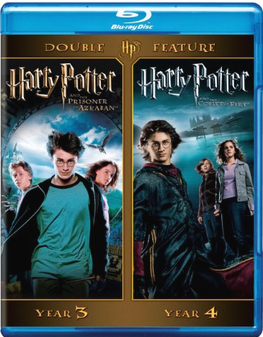 Blu-ray Disc
DOUBLE HP FEATURE
Harry Potter
AND THE
PRISONER OF
AZKABAN
Harry Potter
AND THE
GOBLET OF FIRE
YEAR 3
YEAR 4